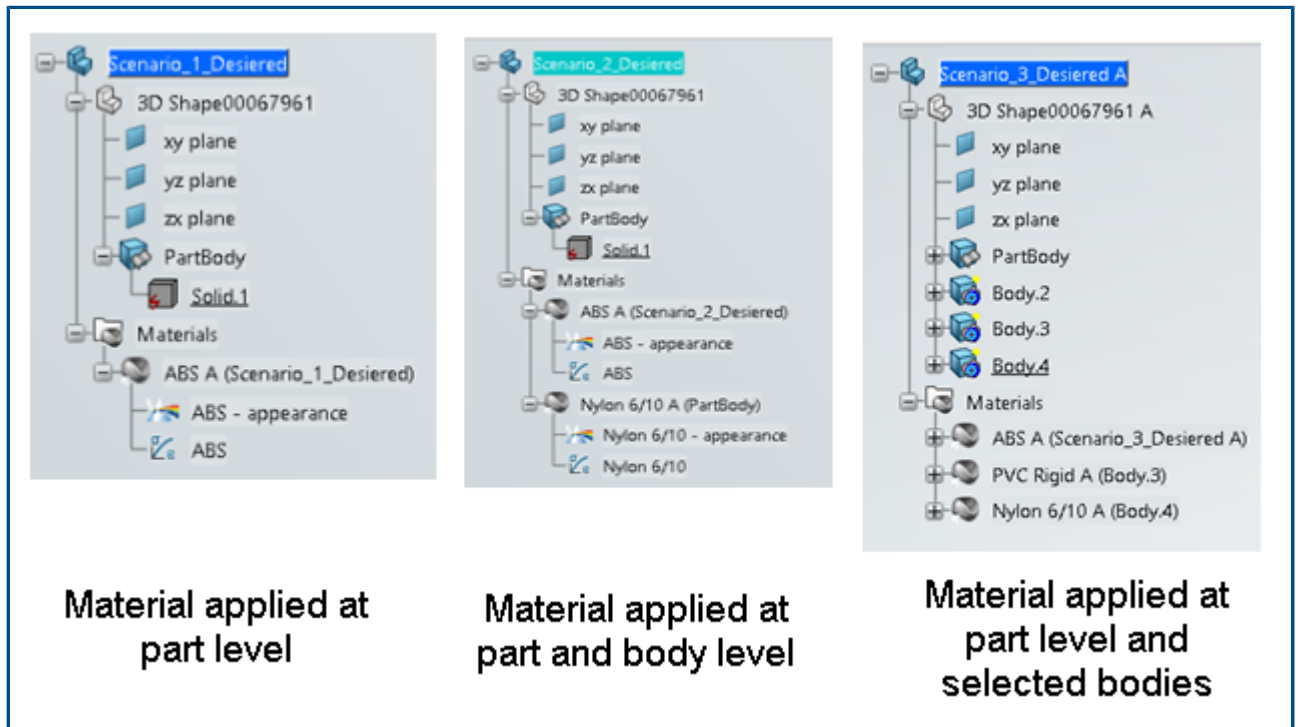 Scenario_1_Desiered
3D Shape00067961
xy plane
yz plane
zx plane
PartBody
Solid.1
Materials
ABS A (Scenario_1_Desiered)
ABS - appearance
ABS
Material applied at
part level
Scenario_2_Desiered
3D Shape00067961
xy plane
yz plane
zx plane
PartBody
Solid.1
Materials
ABS A (Scenario_2_Desiered)
ABS - appearance
ABS
Nylon 6/10 A (PartBody)
Nylon 6/10 - appearance
Nylon 6/10
Material applied at
part and body level
Scenario_3_Desiered A
3D Shape00067961 A
xy plane
yz plane
zx plane
PartBody
Body.2
Body.3
Body.4
Materials
ABS A (Scenario_3_Desiered A)
PVC Rigid A (Body.3)
Nylon 6/10 A (Body.4)
Material applied at
part level and
selected bodies